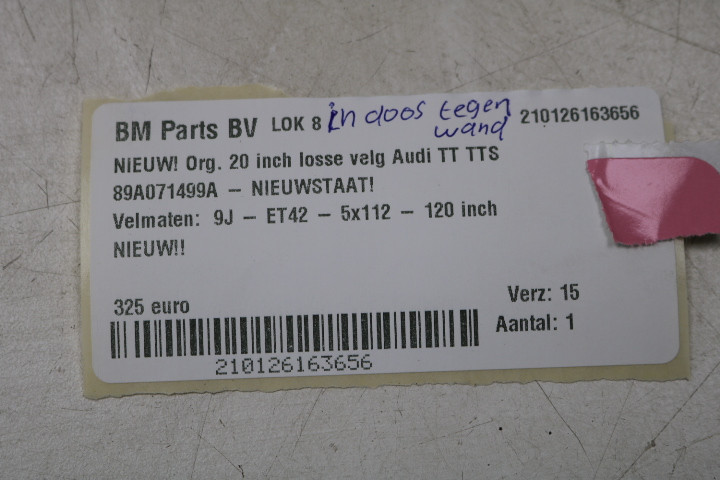 BM Parts BV LOK 8 in doos tegen wand 210126163656
NIEUW! Org. 20 inch losse velg Audi TT TTS
89A071499A – NIEUWSTAAT!
Velmaten: 9J – ET42 – 5x112 – 120 inch
NIEUW!!
325 euro
Verz: 15
Aantal: 1
210126163656